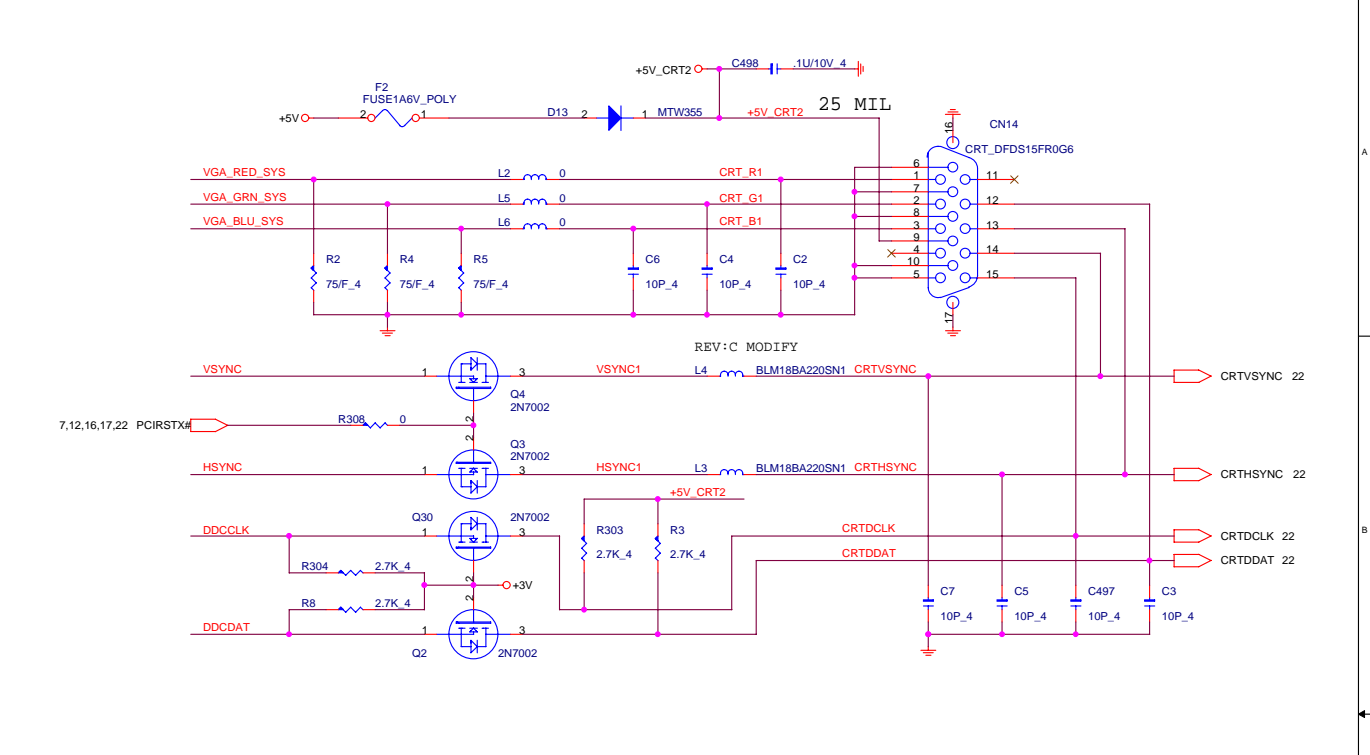 +5V_CRT2 C498 .1U/10V_4
F2
FUSE1A6V_POLY
+5V 2 1 D13 2 1 MTW355 +5V_CRT2 25 MIL
16 CN14
CRT_DFDS15FR0G6
A
6
VGA_RED_SYS L2 0 CRT_R1 1 11
7
VGA_GRN_SYS L5 0 CRT_G1 2 12
8
VGA_BLU_SYS L6 0 CRT_B1 3 13
9
4 14
R2 R4 R5 C6 C4 C2 10
75/F_4 75/F_4 75/F_4 10P_4 10P_4 10P_4 5 15
17
REV:C MODIFY
VSYNC 1 3 VSYNC1 L4 BLM18BA220SN1 CRTVSYNC CRTVSYNC 22
Q4
2N7002
2
7,12,16,17,22 PCIRSTX# R308 0
2
Q3
2N7002
HSYNC 1 3 HSYNC1 L3 BLM18BA220SN1 CRTHSYNC CRTHSYNC 22
+5V_CRT2
Q30 2N7002
DDCCLK 1 3 R303 R3 CRTDCLK CRTDCLK 22
B
2.7K_4 2.7K_4 CRTDDAT CRTDDAT 22
R304 2.7K_4
2 +3V
2
R8 2.7K_4 C7 C5 C497 C3
10P_4 10P_4 10P_4 10P_4
DDCDAT 1 3
Q2 2N7002